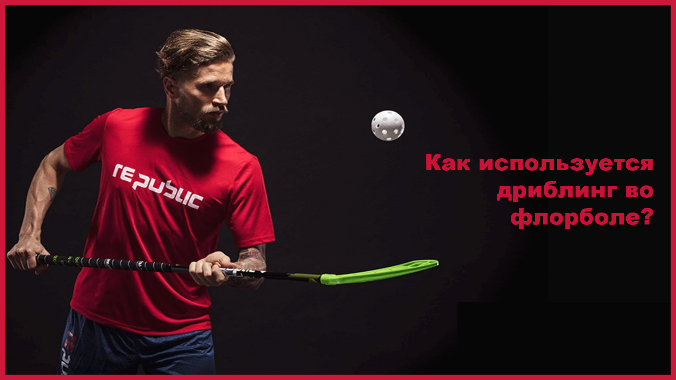 republic
Как используется
дриблинг во
флорболе?